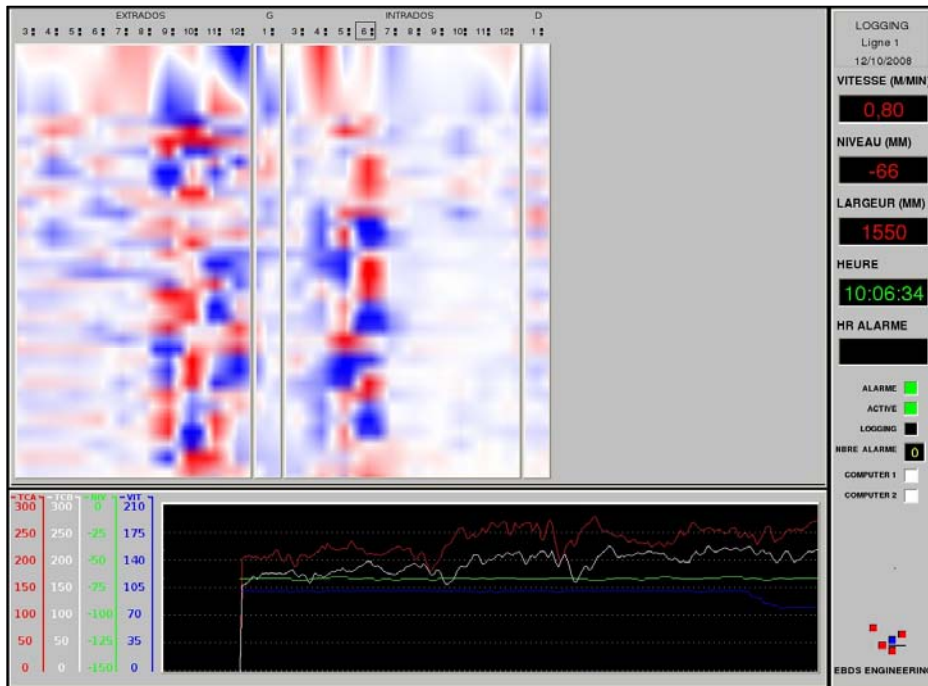 EXTRADOS G INTRADOS D
3 4 5 6 7 8 9 10 11 12 1 3 4 5 6 7 8 9 10 11 12 1
LOGGING
Ligne 1
12/10/2008
VITESSE (M/MIN)
0,80
NIVEAU (MM)
-66
LARGEUR (MM)
1550
HEURE
10:06:34
HR ALARME
ALARME
ACTIVE
LOGGING
NBRE ALARME 0
COMPUTER 1
COMPUTER 2
TCA TCB NIV VIT
300 300 0 210
250 250 -25 175
200 200 -50 140
150 150 -75 105
100 100 -100 70
50 50 -125 35
0 0 -150 0
EBDS ENGINEERING